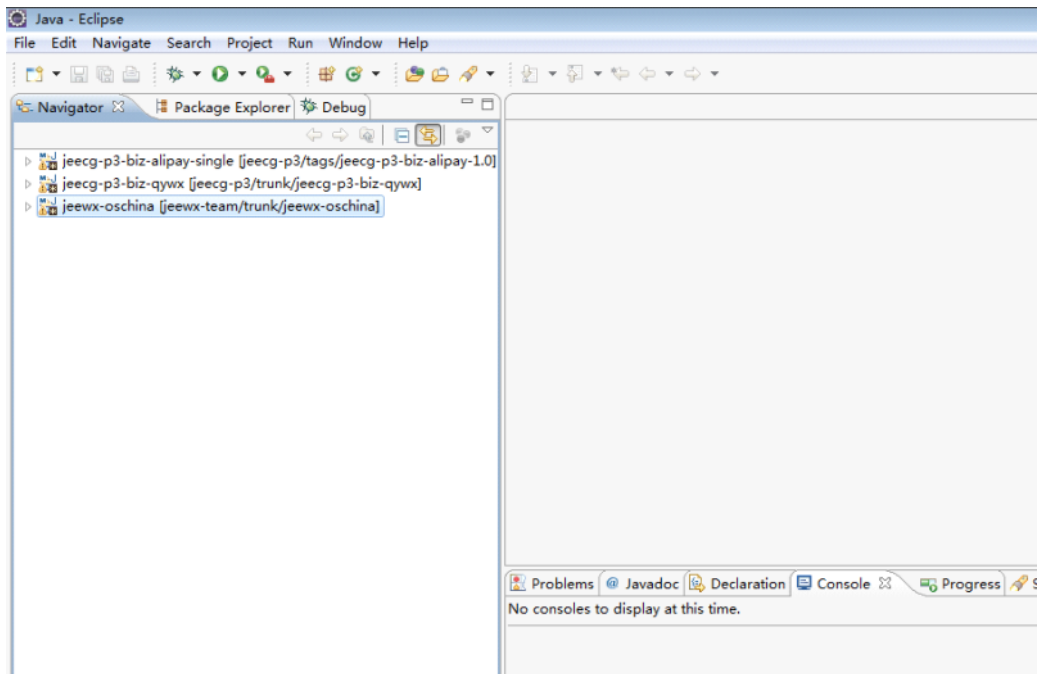 Java - Eclipse
File Edit Navigate Search Project Run Window Help
Navigator Package Explorer Debug
jeecg-p3-biz-alipay-single [jeecg-p3/tags/jeecg-p3-biz-alipay-1.0]
jeecg-p3-biz-qywx [jeecg-p3/trunk/jeecg-p3-biz-qywx]
jeewx-oschina [jeewx-team/trunk/jeewx-oschina]
Problems @ Javadoc Declaration Console Progress S
No consoles to display at this time.